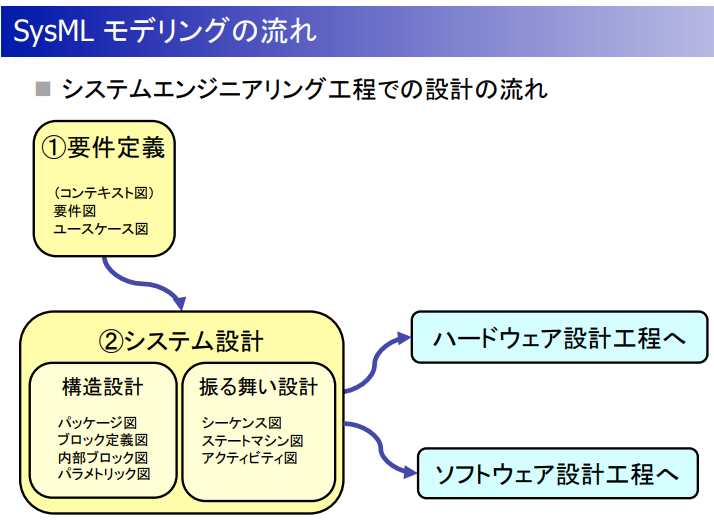 SysML モデリングの流れ
システムエンジニアリング工程での設計の流れ
①要件定義
(コンテキスト図)
要件図
ユースケース図
②システム設計
構造設計
パッケージ図
ブロック定義図
内部ブロック図
パラメトリック図
振る舞い設計
シーケンス図
ステートマシン図
アクティビティ図
ハードウェア設計工程へ
ソフトウェア設計工程へ